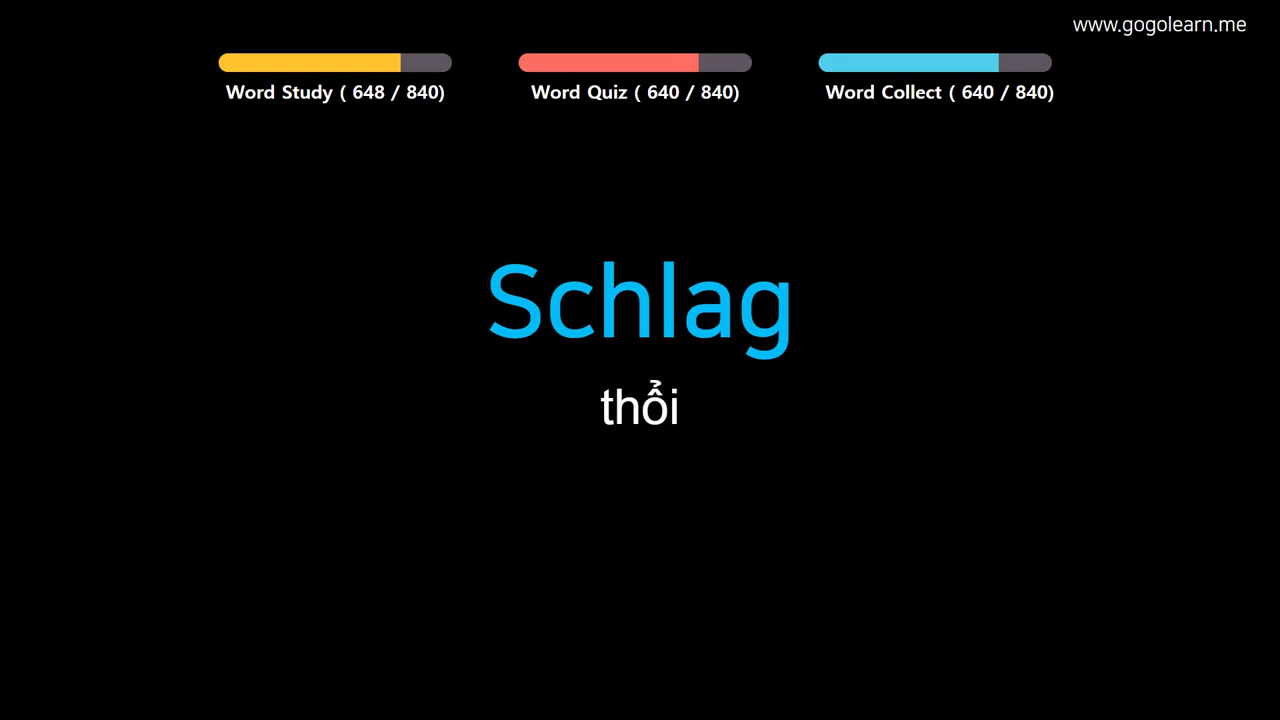 www.gogolearn.me
Word Study ( 648 / 840)
Word Quiz ( 640 / 840)
Word Collect ( 640 / 840)
Schlag
thổi